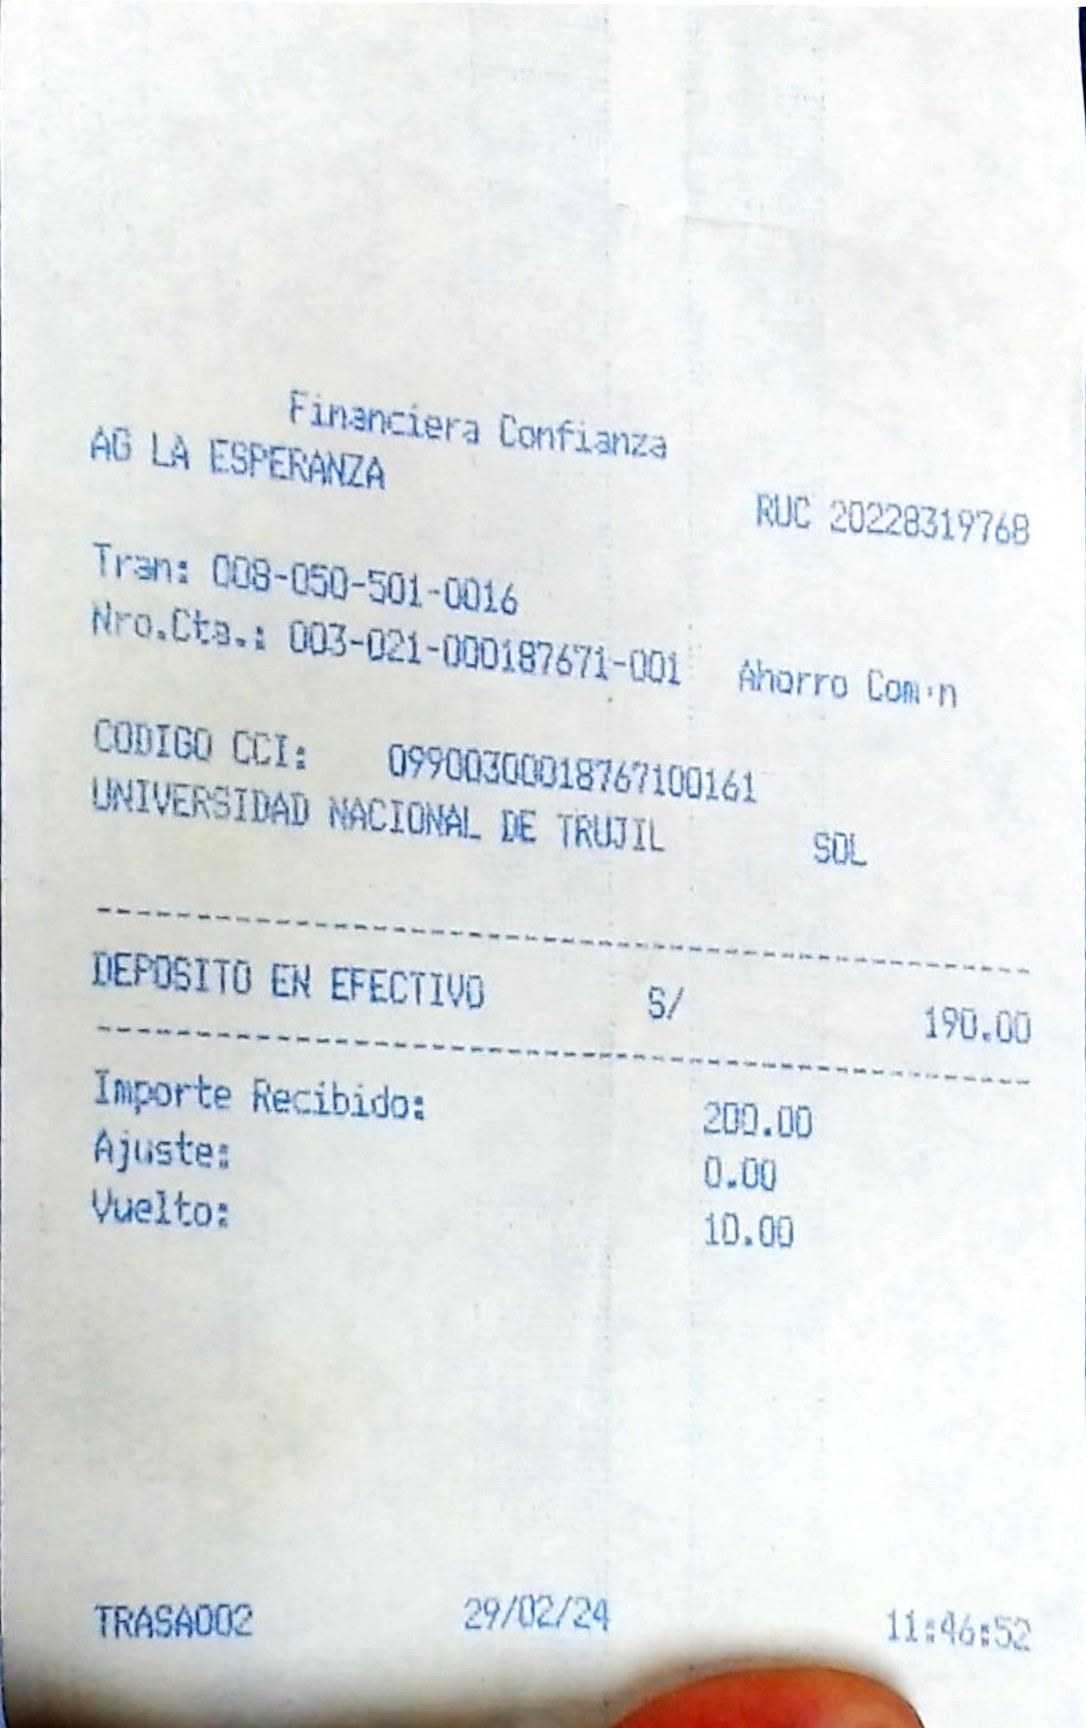 Financiera Confianza
AG LA ESPERANZA
RUC 20228319768
Tran: 008-050-501-0016
Nro.Cta.: 003-021-000187671-001 Ahorro Com·n
CODIGO CCI: 09900300018767100161
UNIVERSIDAD NACIONAL DE TRUJIL SOL
DEPOSITO EN EFECTIVO S/ 190.00
Importe Recibido: 200.00
Ajuste: 0.00
Vuelto: 10.00
TRASA002 29/02/24 11:46:52